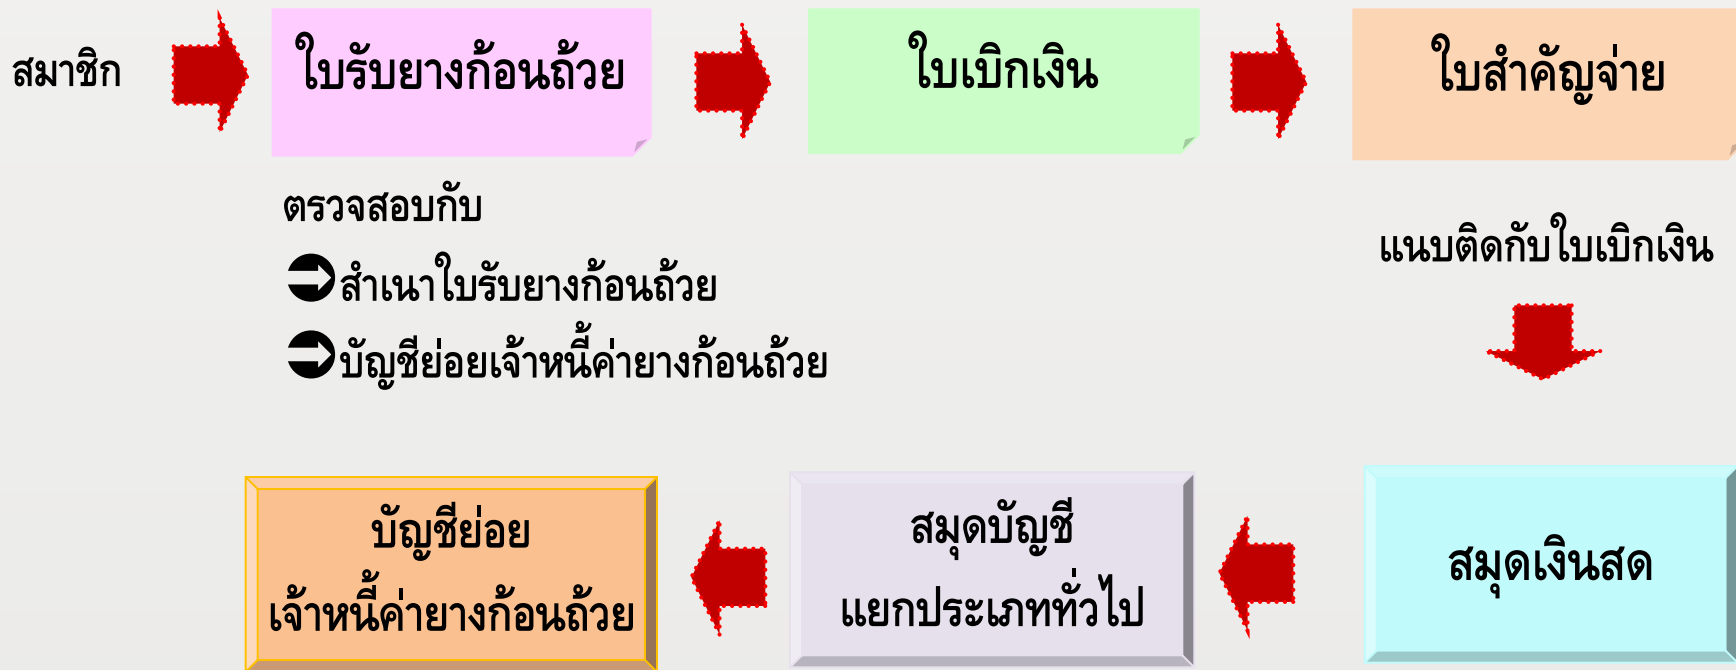 สมาชิก
ใบรับยางก้อนถ้วย
ใบเบิกเงิน
ใบสำคัญจ่าย
ตรวจสอบกับ
สำเนาใบรับยางก้อนถ้วย
บัญชีย่อยเจ้าหนี้ค่ายางก้อนถ้วย
แนบติดกับใบเบิกเงิน
สมุดเงินสด
สมุดบัญชี
แยกประเภททั่วไป
บัญชีย่อย
เจ้าหนี้ค่ายางก้อนถ้วย